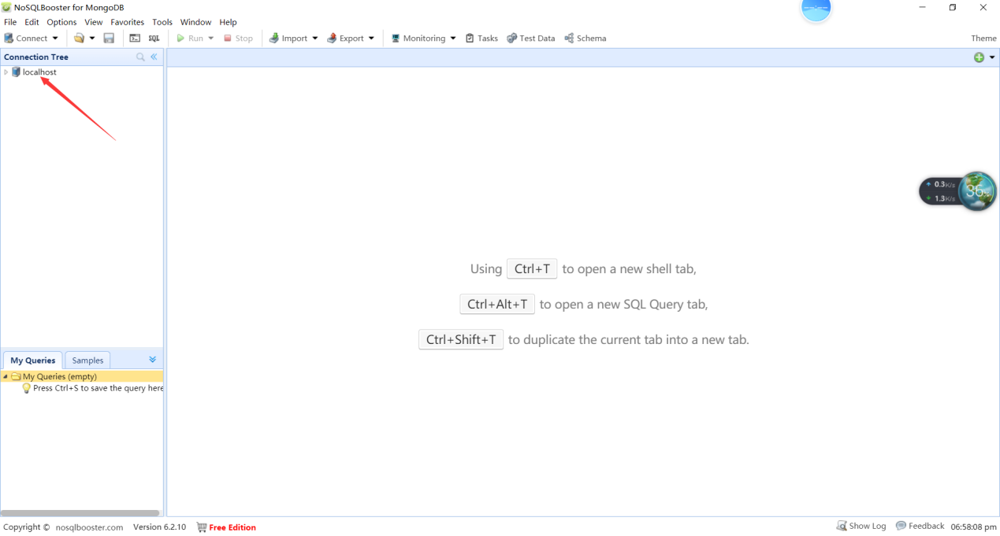 NoSQLBooster for MongoDB
File Edit Options View Favorites Tools Window Help
Connect SQL Run Stop Import Export Monitoring Tasks Test Data Schema Theme
Connection Tree
localhost
0.3K/s
1.3K/s
36%
Using Ctrl+T to open a new shell tab,
Ctrl+Alt+T to open a new SQL Query tab,
Ctrl+Shift+T to duplicate the current tab into a new tab.
My Queries Samples
My Queries (empty)
Press Ctrl+S to save the query here
Copyright © nosqlbooster.com Version 6.2.10 Free Edition Show Log Feedback 06:58:08 pm